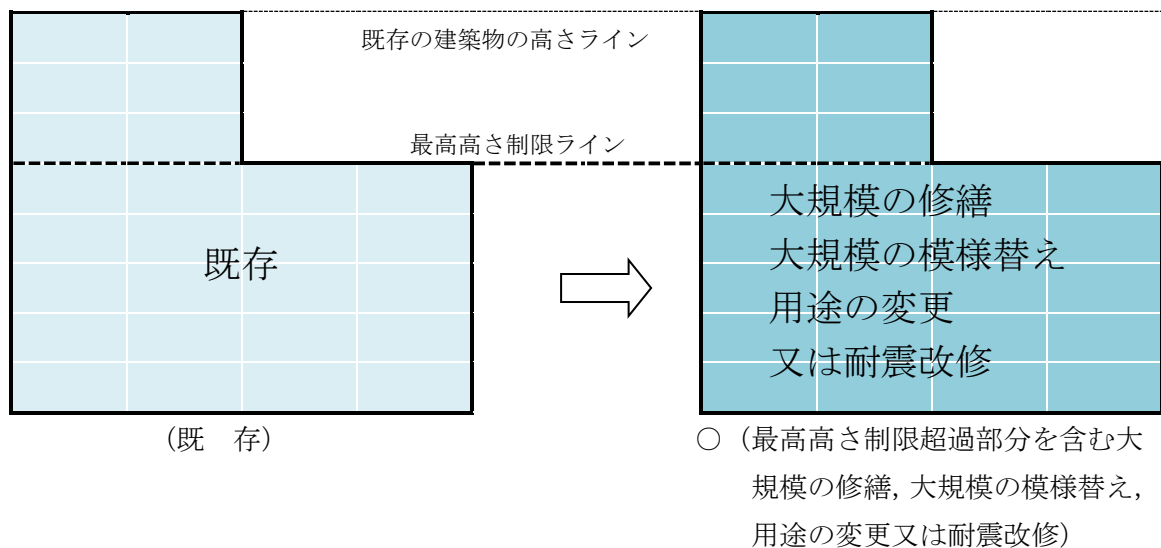 既存の建築物の高さライン
最高高さ制限ライン
既存
大規模の修繕
大規模の模様替え
用途の変更
又は耐震改修
（既　存）
○（最高高さ制限超過部分を含む大
規模の修繕，大規模の模様替え，
用途の変更又は耐震改修）